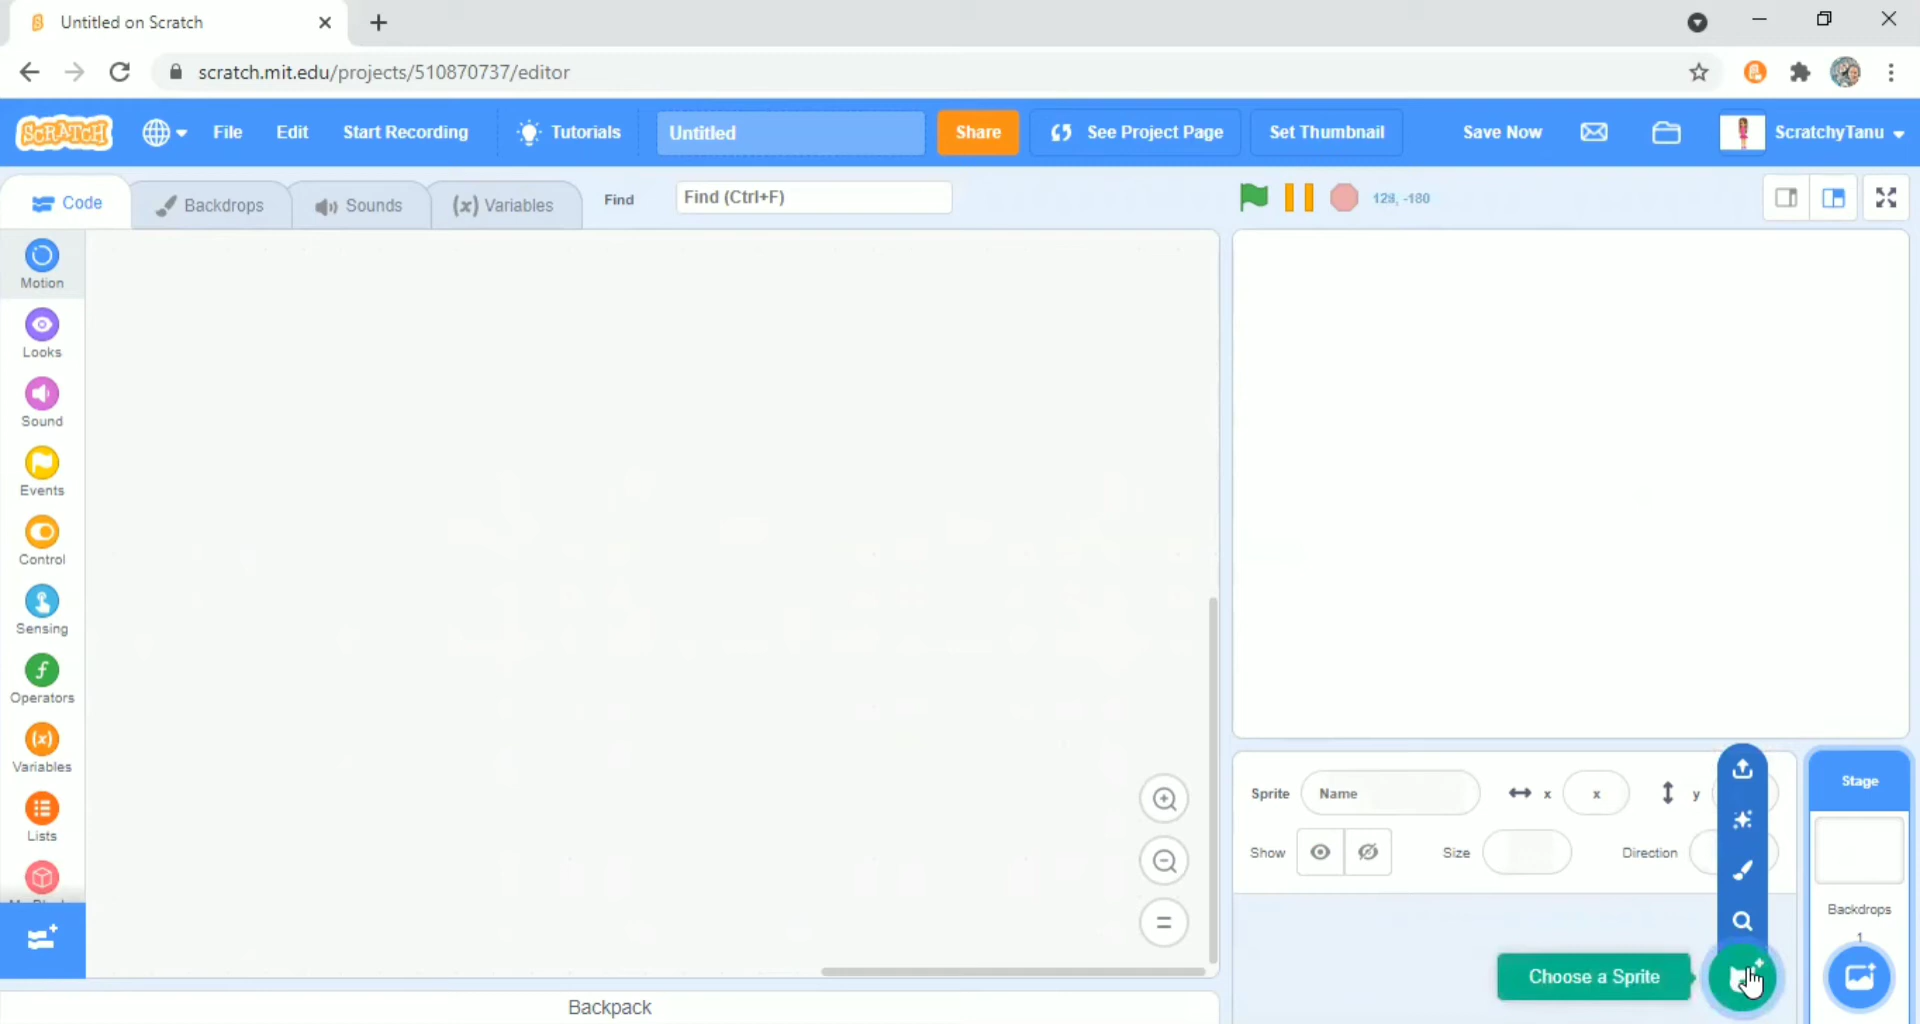 Untitled on Scratch
scratch.mit.edu/projects/510870737/editor
SCRATCH File Edit Start Recording Tutorials Untitled Share See Project Page Set Thumbnail Save Now ScratchyTanu
Code Backdrops Sounds (x) Variables Find Find (Ctrl+F) 128, -180
Motion
Looks
Sound
Events
Control
Sensing
Operators
(x)
Variables
Lists
Sprite Name x x y
Show Size Direction
Stage
Backdrops
1
Choose a Sprite
Backpack